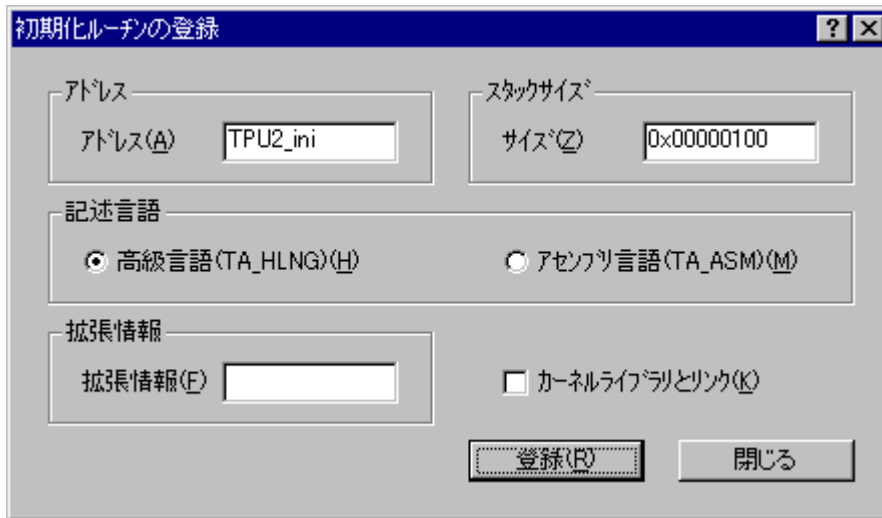 初期化ルーチンの登録
ｱﾄﾞﾚｽ
ｱﾄﾞﾚｽ(A) TPU2_ini
ｽﾀｯｸｻｲｽﾞ
ｻｲｽﾞ(Z) 0x00000100
記述言語
高級言語(TA_HLNG)(H)
ｱｾﾝﾌﾞﾘ言語(TA_ASM)(M)
拡張情報
拡張情報(F)
ｶｰﾈﾙﾗｲﾌﾞﾗﾘとﾘﾝｸ(K)
登録(R)
閉じる